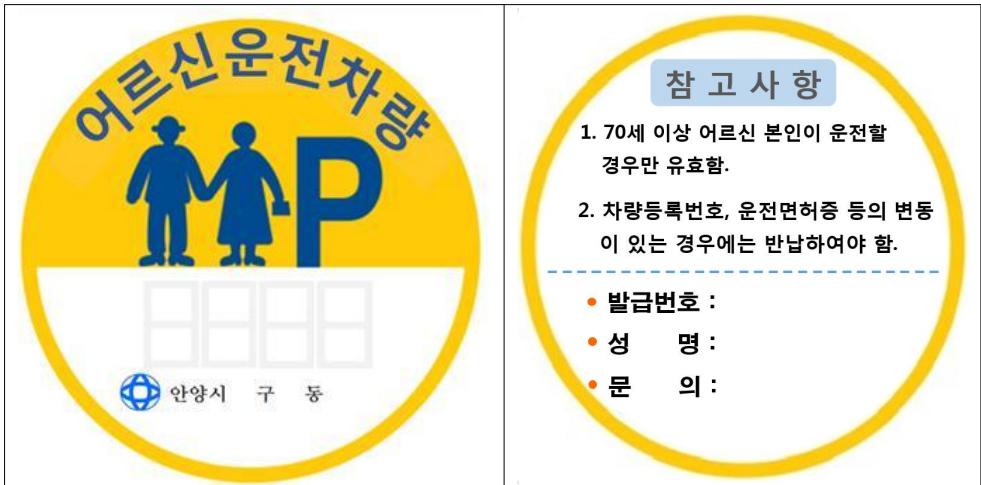 어르신운전차량
P
안양시 구 동
참 고 사 항
1. 70세 이상 어르신 본인이 운전할
경우만 유효함.
2. 차량등록번호, 운전면허증 등의 변동
이 있는 경우에는 반납하여야 함.
• 발급번호 :
• 성 명 :
• 문 의 :